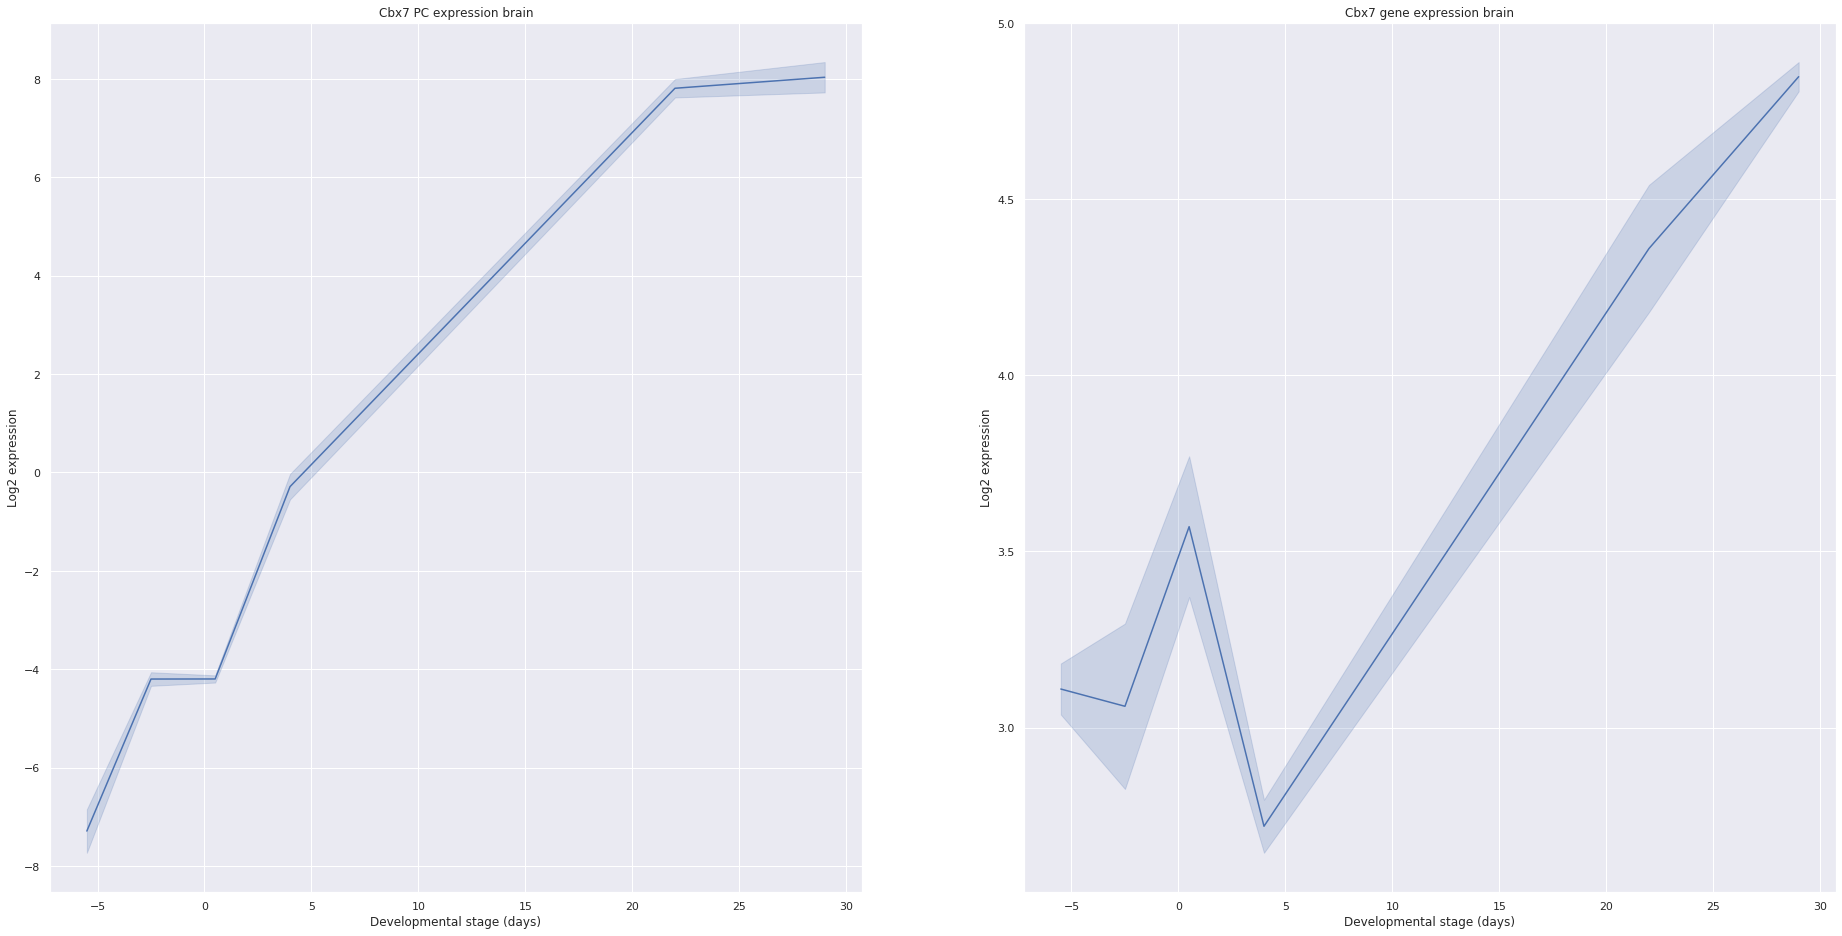 Cbx7 PC expression brain
Log2 expression
8
6
4
2
0
−2
−4
−6
−8
−5 0 5 10 15 20 25 30
Developmental stage (days)
Cbx7 gene expression brain
Log2 expression
5.0
4.5
4.0
3.5
3.0
−5 0 5 10 15 20 25 30
Developmental stage (days)